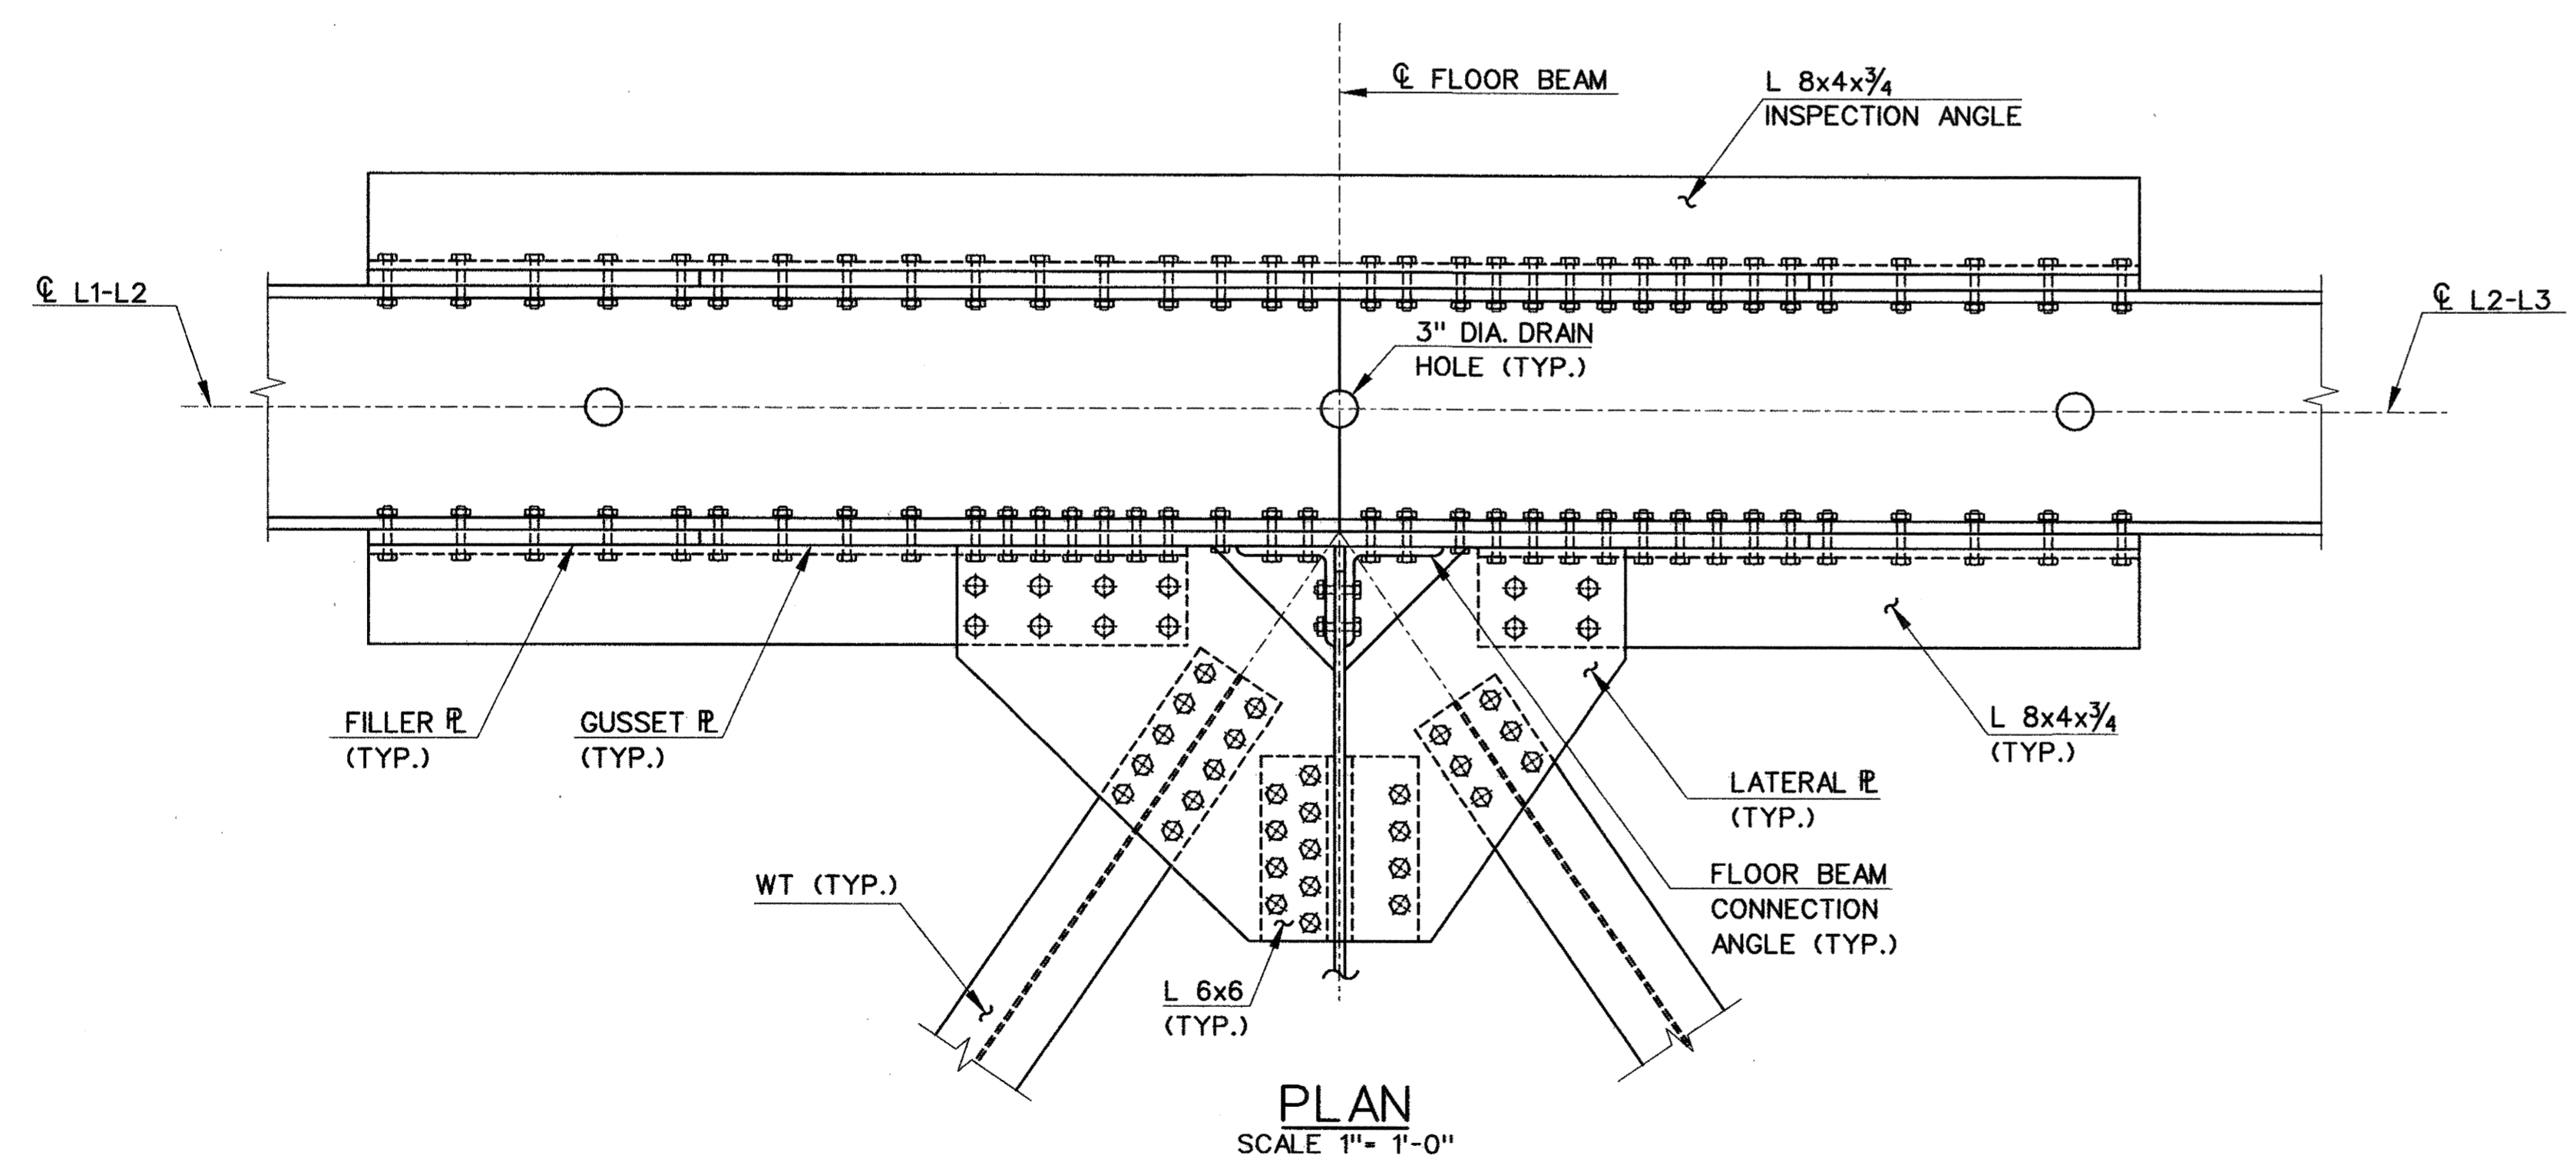 ℄ FLOOR BEAM
L 8x4x¾
INSPECTION ANGLE
℄ L1-L2
℄ L2-L3
3" DIA. DRAIN
HOLE (TYP.)
FILLER ⅊
(TYP.)
GUSSET ⅊
(TYP.)
L 8x4x¾
(TYP.)
LATERAL ⅊
(TYP.)
WT (TYP.)
FLOOR BEAM
CONNECTION
ANGLE (TYP.)
L 6x6
(TYP.)
PLAN
SCALE 1"= 1'-0"